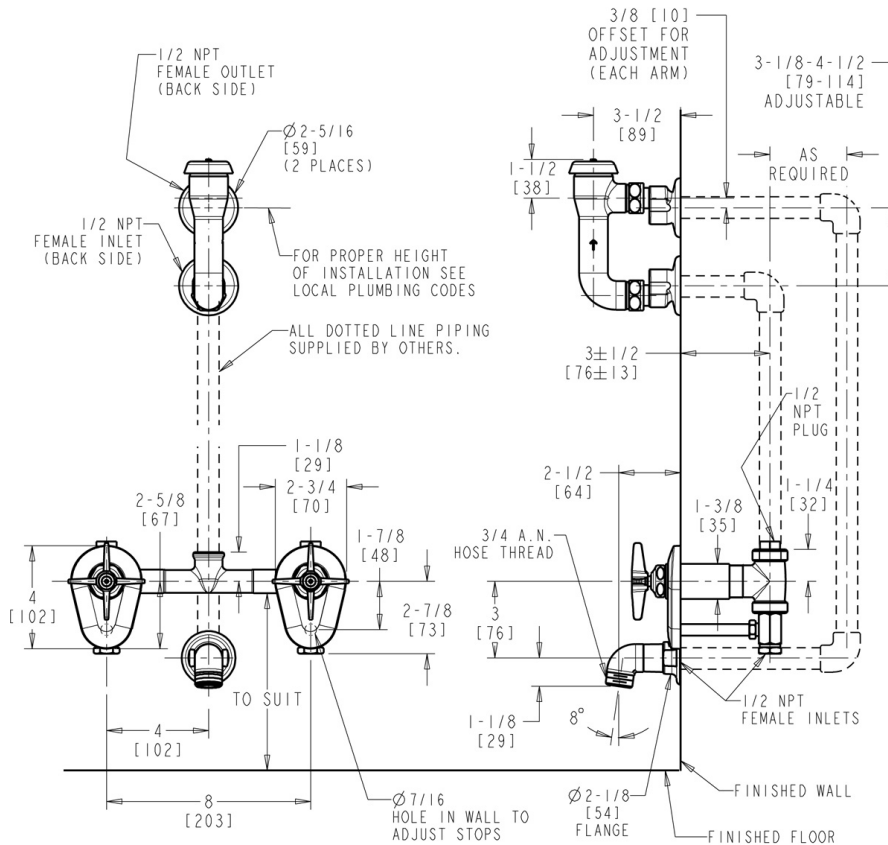 3/8 [10]
OFFSET FOR
ADJUSTMENT
(EACH ARM)
1/2 NPT
FEMALE OUTLET
(BACK SIDE)
3-1/8-4-1/2
[79-114]
ADJUSTABLE
Ø2-5/16
[59]
(2 PLACES)
3-1/2
[89]
1-1/2
[38]
AS
REQUIRED
1/2 NPT
FEMALE INLET
(BACK SIDE)
FOR PROPER HEIGHT
OF INSTALLATION SEE
LOCAL PLUMBING CODES
ALL DOTTED LINE PIPING
SUPPLIED BY OTHERS.
3±1/2
[76±13]
1/2
NPT
PLUG
1-1/8
[29]
2-3/4
[70]
2-5/8
[67]
1-7/8
[48]
2-1/2
[64]
1-3/8
[35]
1-1/4
[32]
3/4 A.N.
HOSE THREAD
4
[102]
2-7/8
[73]
3
[76]
TO SUIT
4
[102]
1-1/8
[29]
8°
1/2 NPT
FEMALE INLETS
8
[203]
Ø7/16
HOLE IN WALL TO
ADJUST STOPS
Ø2-1/8
[54]
FLANGE
FINISHED WALL
FINISHED FLOOR